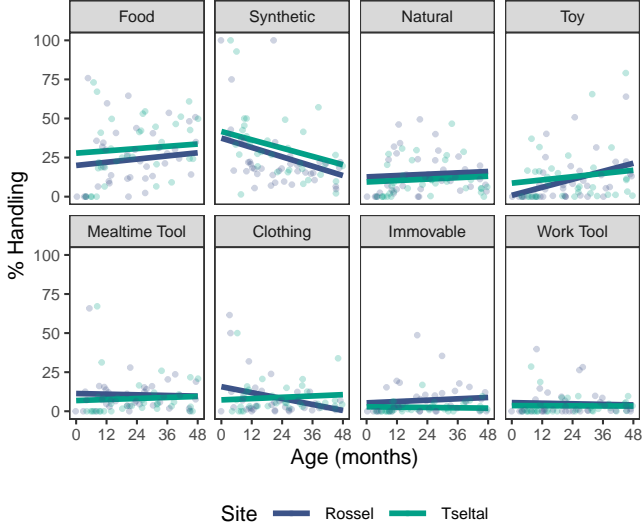 Food Synthetic Natural Toy
100
75
50
25
0
Mealtime Tool Clothing Immovable Work Tool
100
75
50
25
0
0 12 24 36 48 0 12 24 36 48 0 12 24 36 48 0 12 24 36 48
% Handling
Age (months)
Site Rossel Tseltal